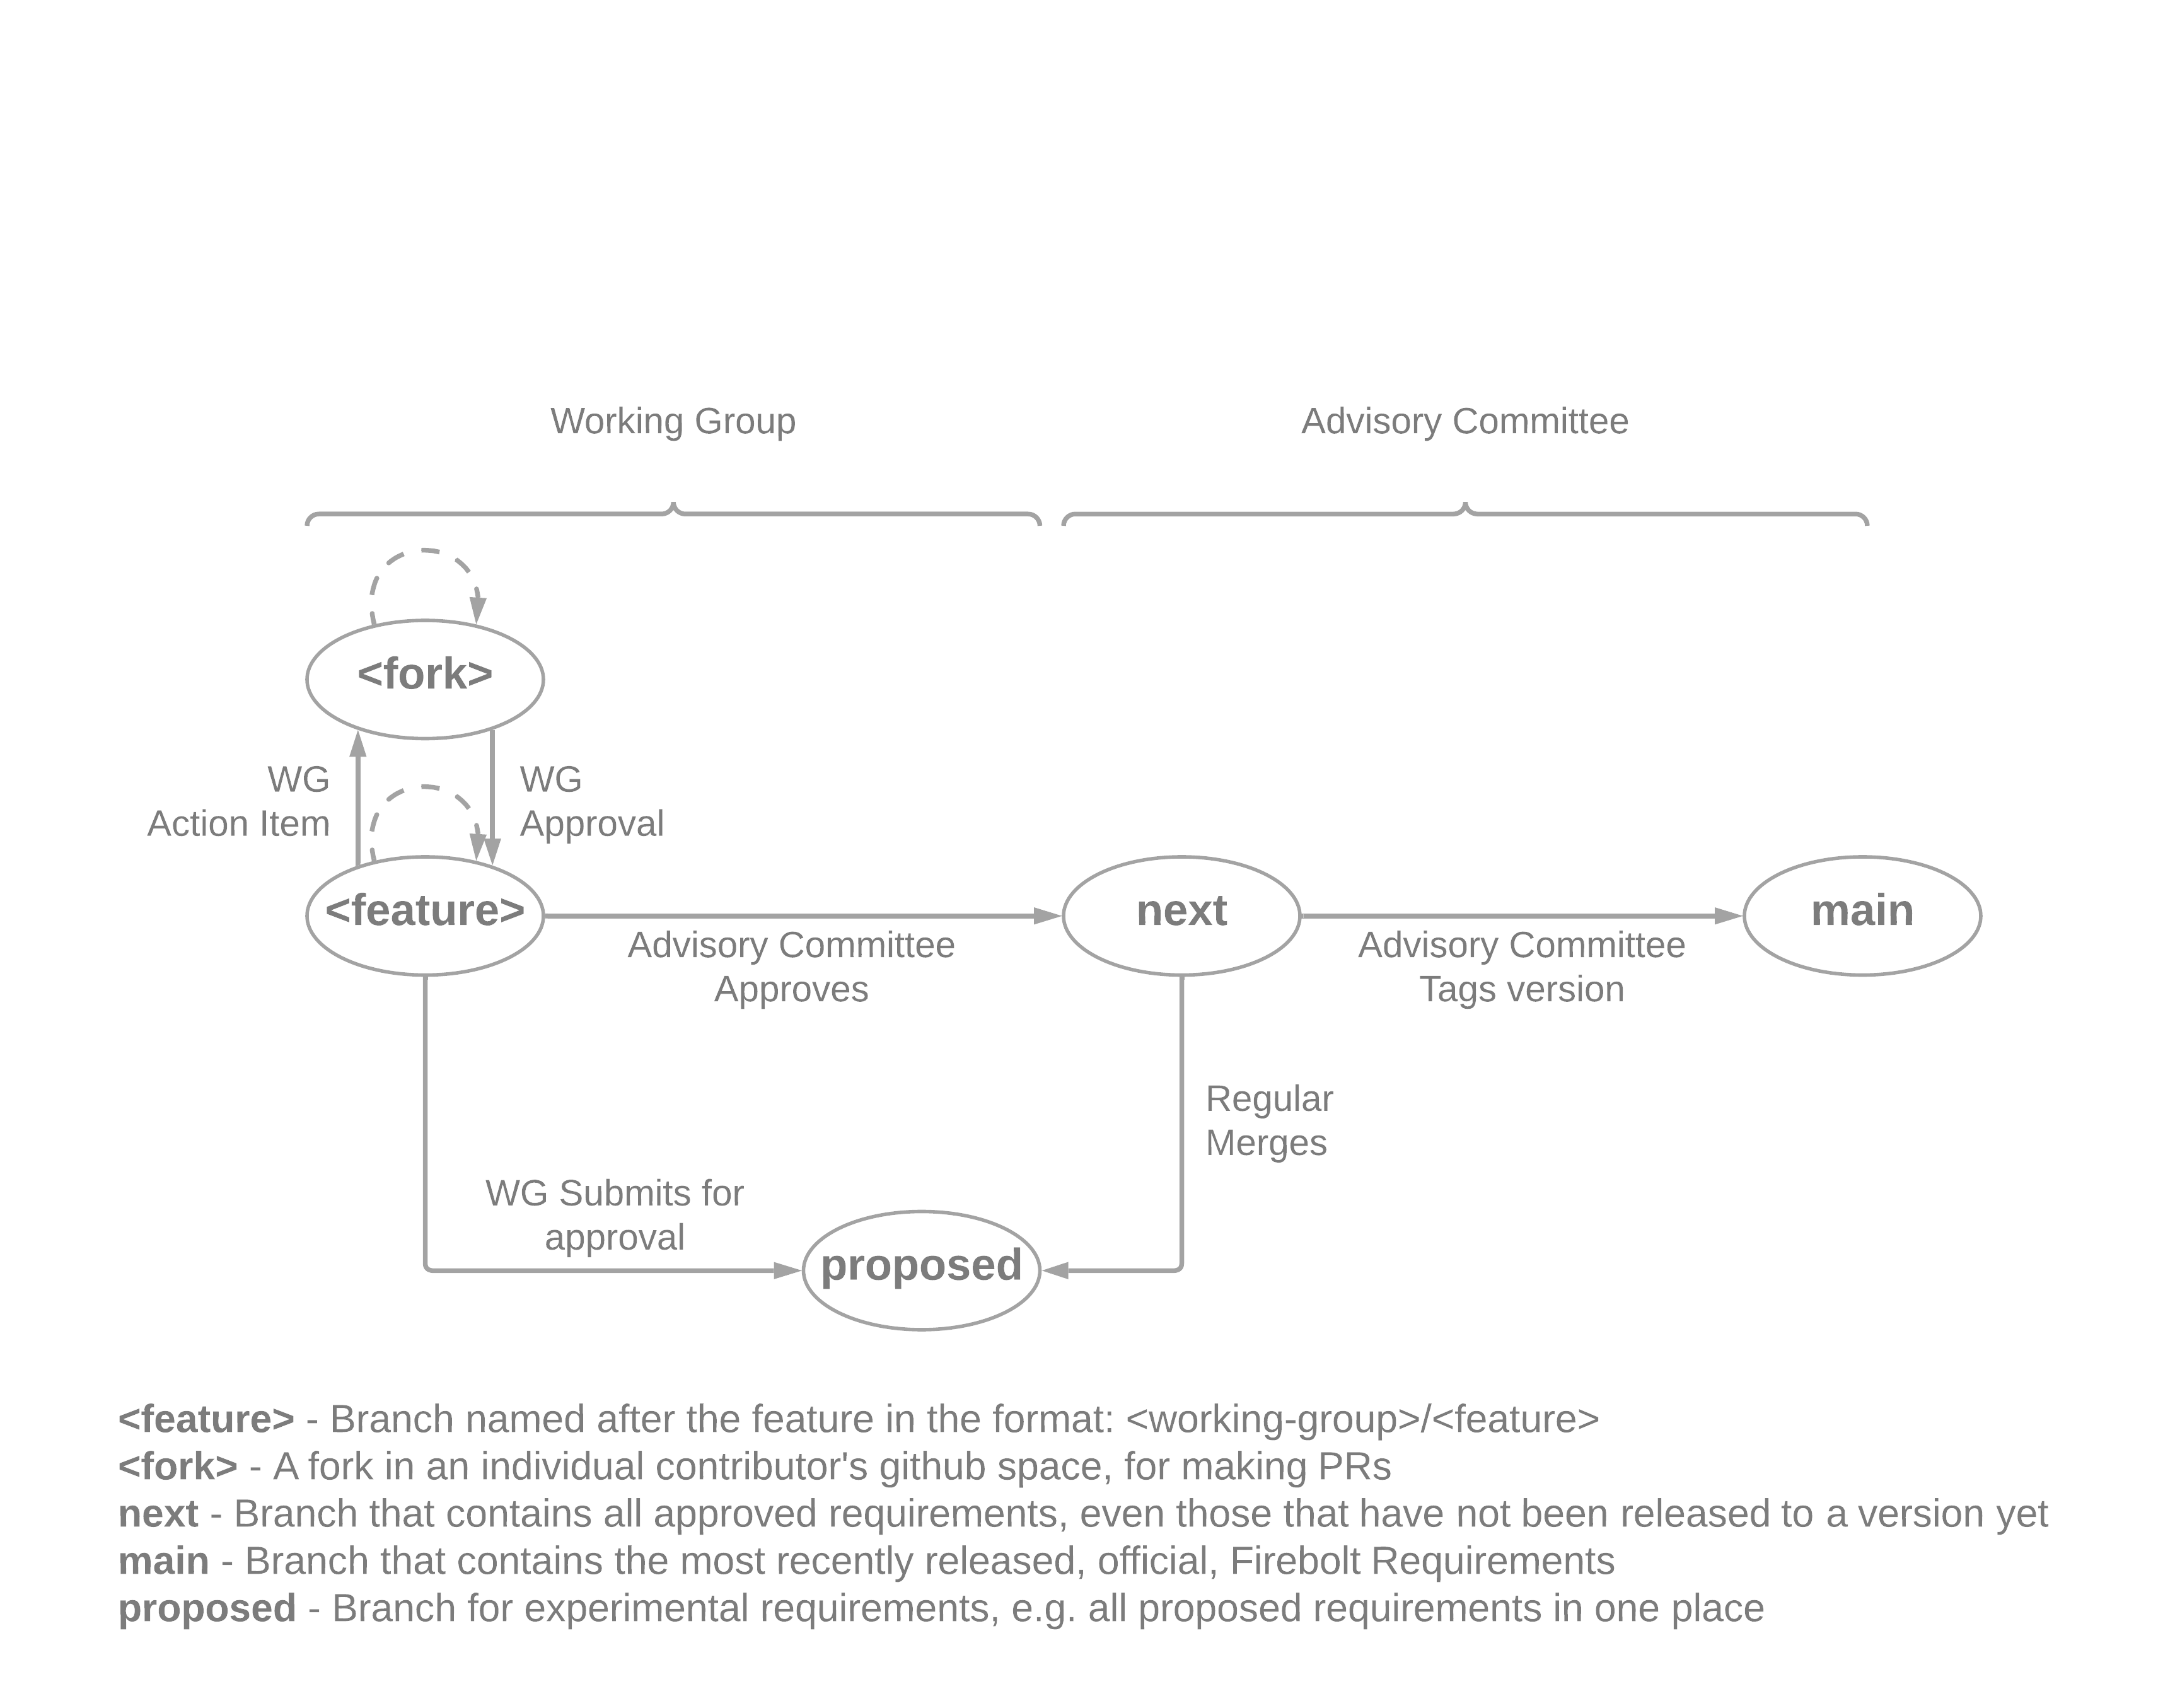 Working Group
Advisory Committee
<fork>
WG
Action Item
WG
Approval
<feature>
next
main
Advisory Committee
Approves
Advisory Committee
Tags version
Regular
Merges
WG Submits for
approval
proposed
<feature> - Branch named after the feature in the format: <working-group>/<feature>
<fork> - A fork in an individual contributor's github space, for making PRs
next - Branch that contains all approved requirements, even those that have not been released to a version yet
main - Branch that contains the most recently released, official, Firebolt Requirements
proposed - Branch for experimental requirements, e.g. all proposed requirements in one place